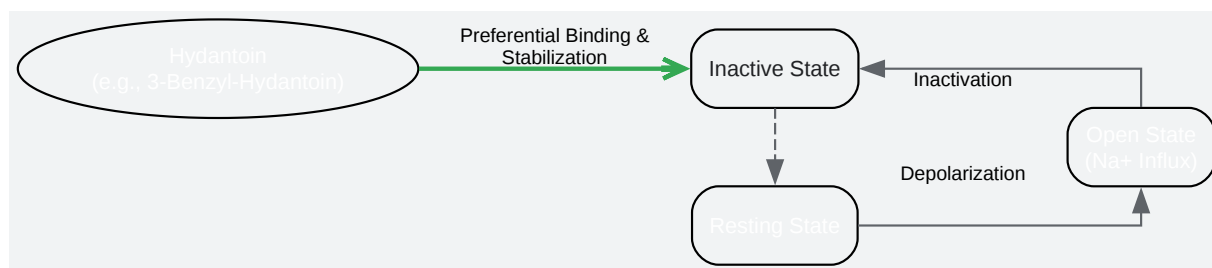 Hydantoin
(e.g., 3-Benzyl-Hydantoin)
Preferential Binding &
Stabilization
Inactive State
Inactivation
Open State
(Na+ Influx)
Depolarization
Resting State